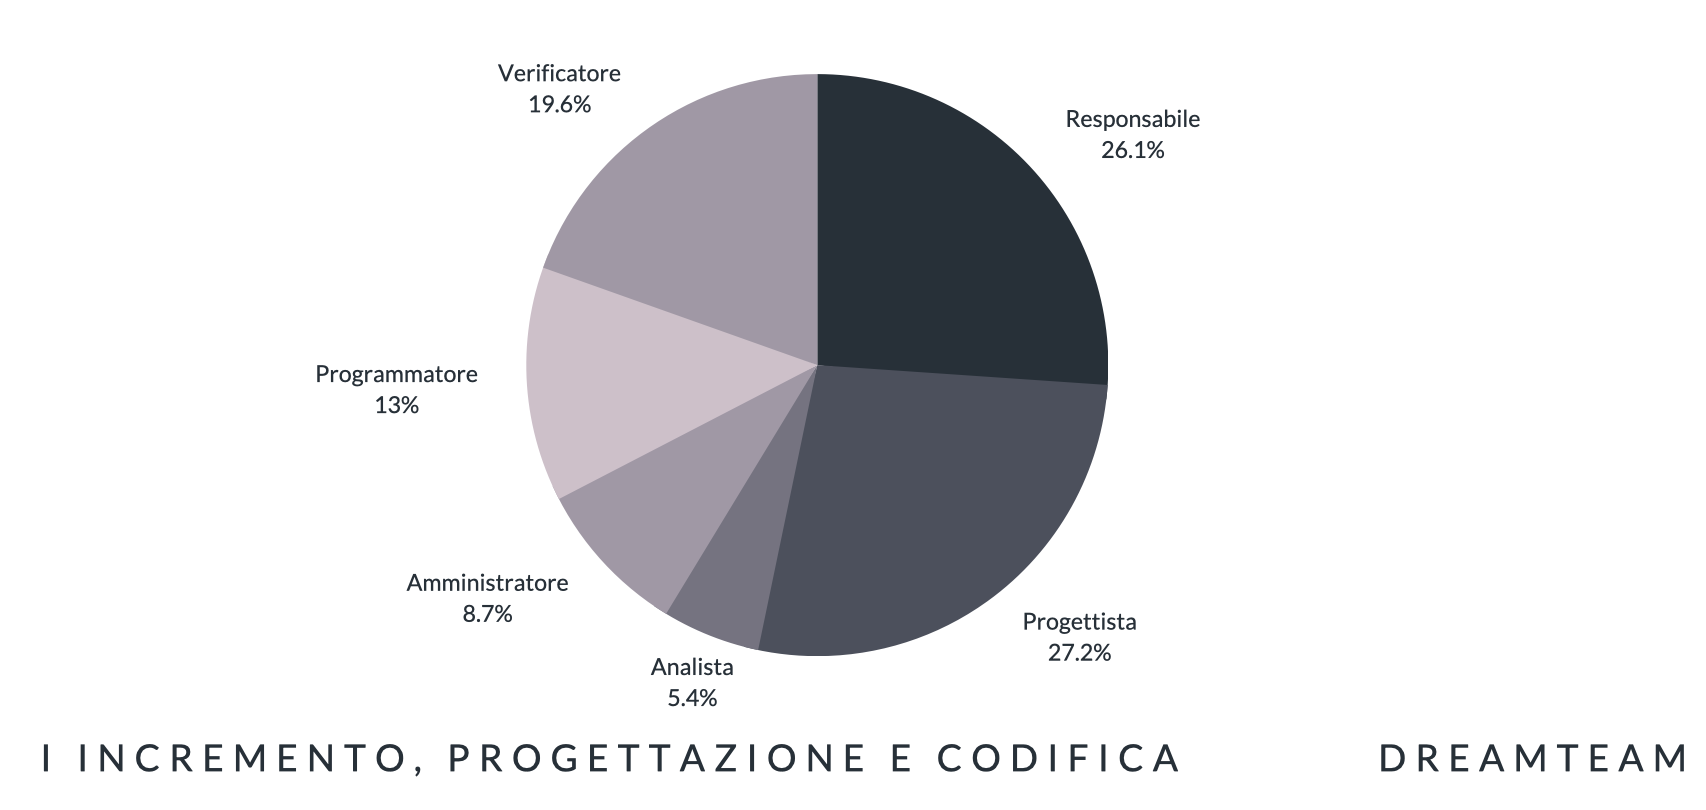 Verificatore
19.6%
Responsabile
26.1%
Programmatore
13%
Amministratore
8.7%
Progettista
27.2%
Analista
5.4%
I INCREMENTO, PROGETTAZIONE E CODIFICA
DREAMTEAM